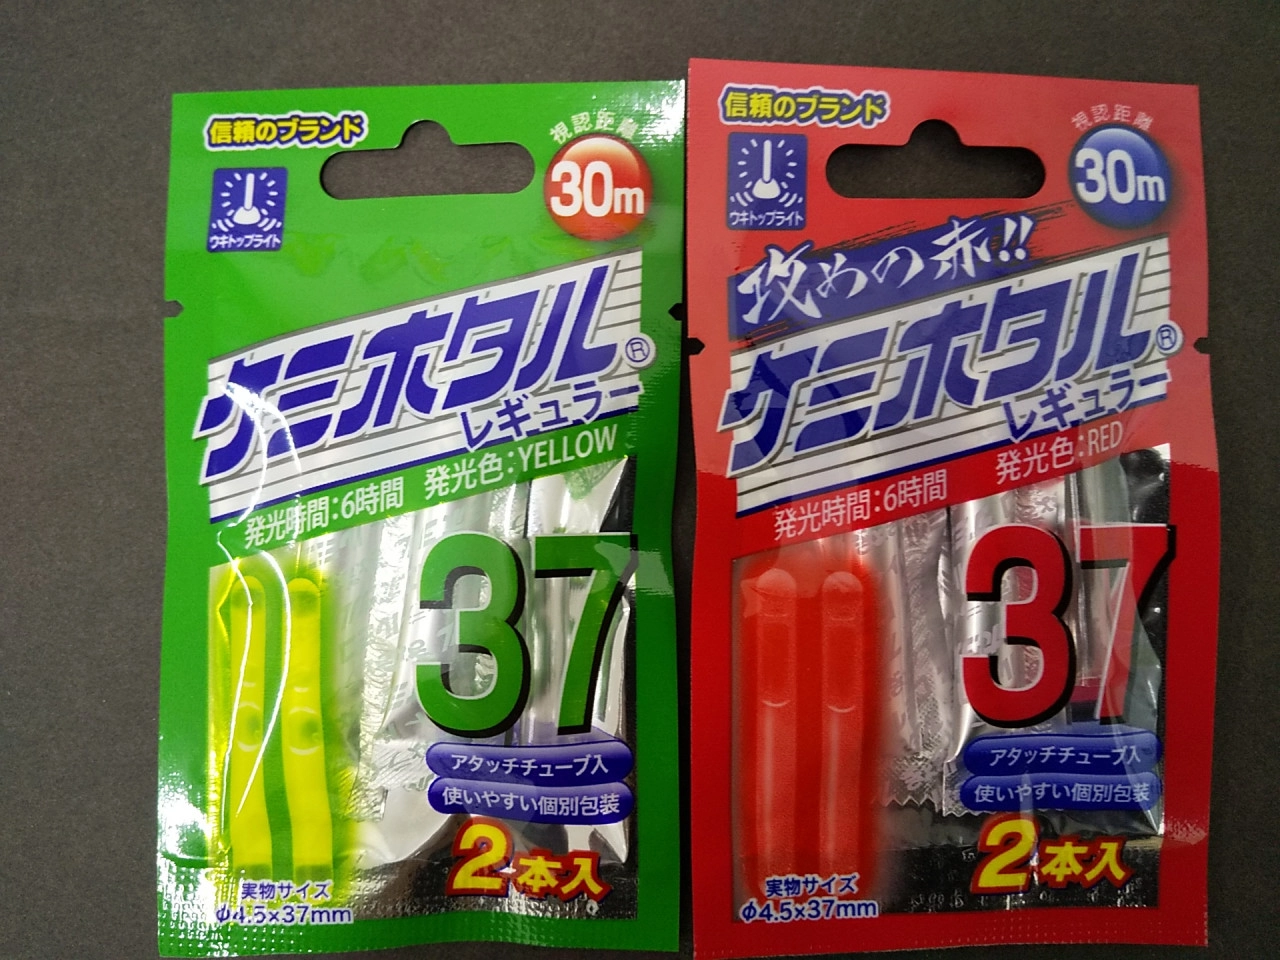 信頼のブランド
視認距離
30m
ウキトップライト
ケミホタル®
レギュラー
発光時間:6時間 発光色:YELLOW
37
アタッチチューブ入
使いやすい個別包装
2本入
実物サイズ
φ4.5×37mm
信頼のブランド
視認距離
30m
ウキトップライト
攻めの赤!!
ケミホタル®
レギュラー
発光時間:6時間 発光色:RED
37
アタッチチューブ入
使いやすい個別包装
2本入
実物サイズ
φ4.5×37mm